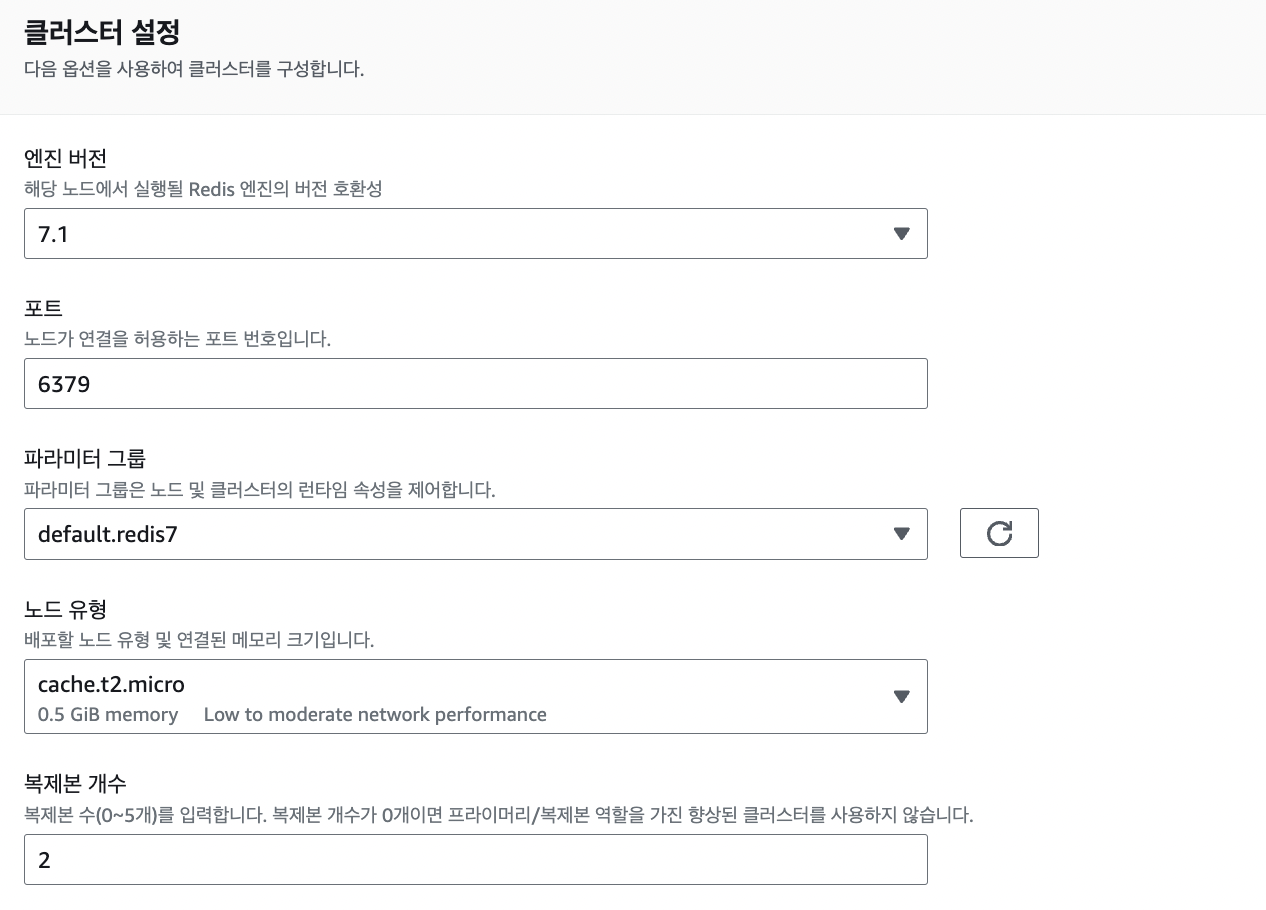 클러스터 설정
다음 옵션을 사용하여 클러스터를 구성합니다.
엔진 버전
해당 노드에서 실행될 Redis 엔진의 버전 호환성
7.1
포트
노드가 연결을 허용하는 포트 번호입니다.
6379
파라미터 그룹
파라미터 그룹은 노드 및 클러스터의 런타임 속성을 제어합니다.
default.redis7
노드 유형
배포할 노드 유형 및 연결된 메모리 크기입니다.
cache.t2.micro
0.5 GiB memory Low to moderate network performance
복제본 개수
복제본 수(0~5개)를 입력합니다. 복제본 개수가 0개이면 프라이머리/복제본 역할을 가진 향상된 클러스터를 사용하지 않습니다.
2